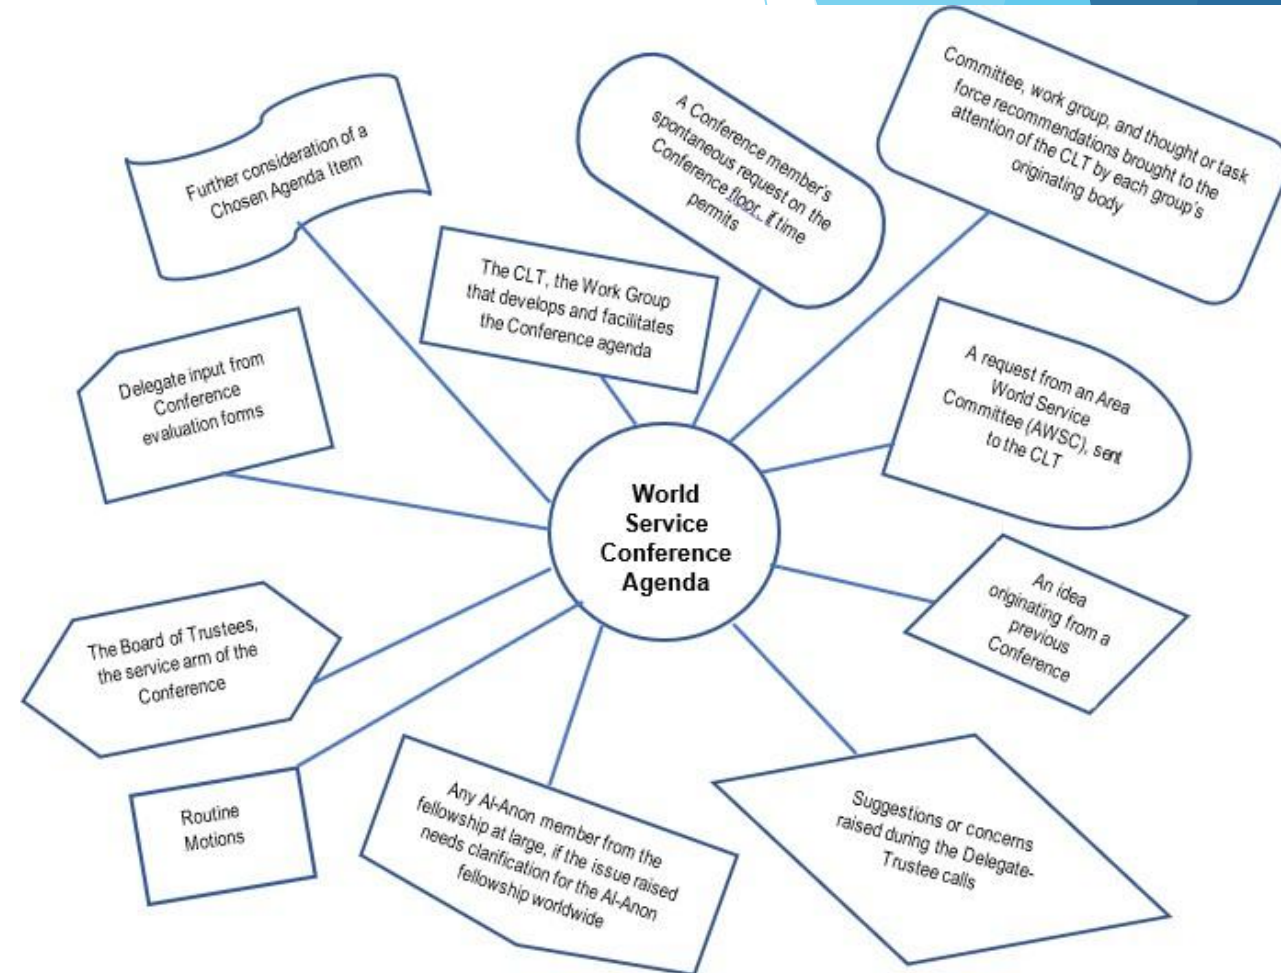 Further consideration of a
Chosen Agenda Item
A Conference member's
spontaneous request on the
Conference floor, if time
permits
Committee, work group, and thought or task
force recommendations brought to the
attention of the CLT by each group's
originating body
The CLT, the Work Group
that develops and facilitates
the Conference agenda
Delegate input from
Conference
evaluation forms
A request from an Area
World Service
Committee (AWSC), sent
to the CLT
World
Service
Conference
Agenda
An idea
originating from a
previous
Conference
The Board of Trustees,
the service arm of the
Conference
Routine
Motions
Any Al-Anon member from the
fellowship at large, if the issue raised
needs clarification for the Al-Anon
fellowship worldwide
Suggestions or concerns
raised during the Delegate-
Trustee calls